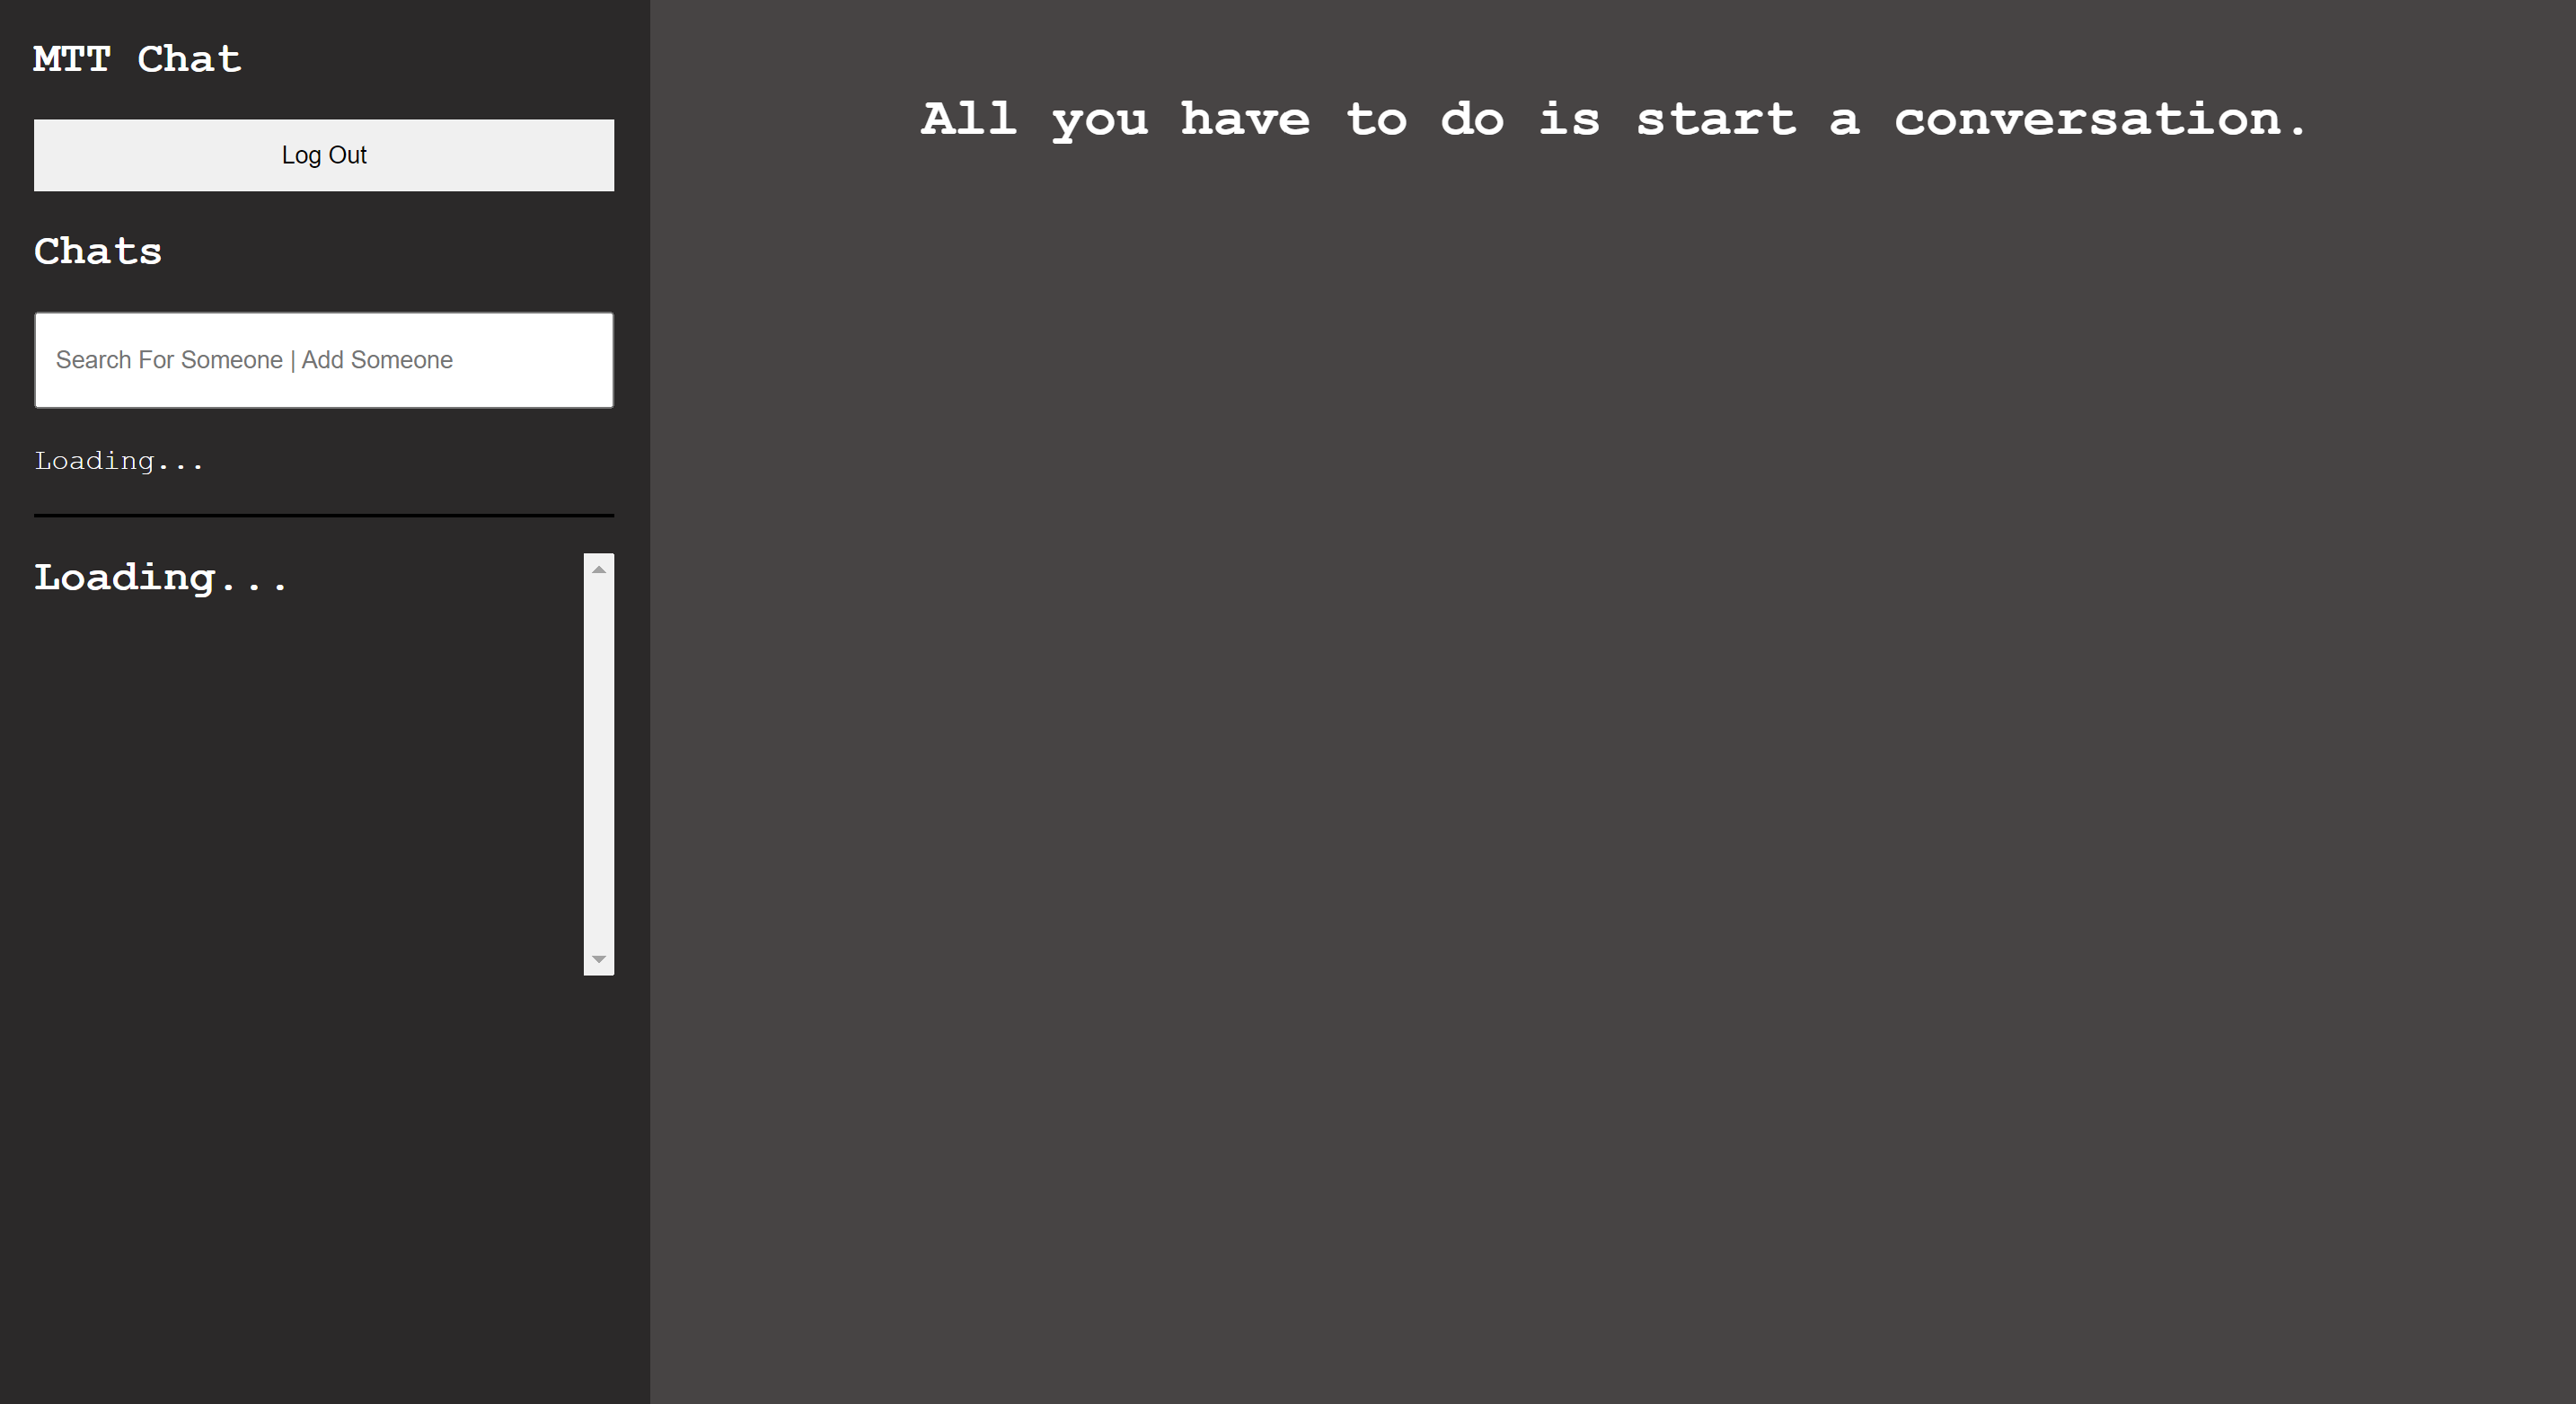 MTT Chat
Log Out
Chats
Search For Someone | Add Someone
Loading...
Loading...
All you have to do is start a conversation.